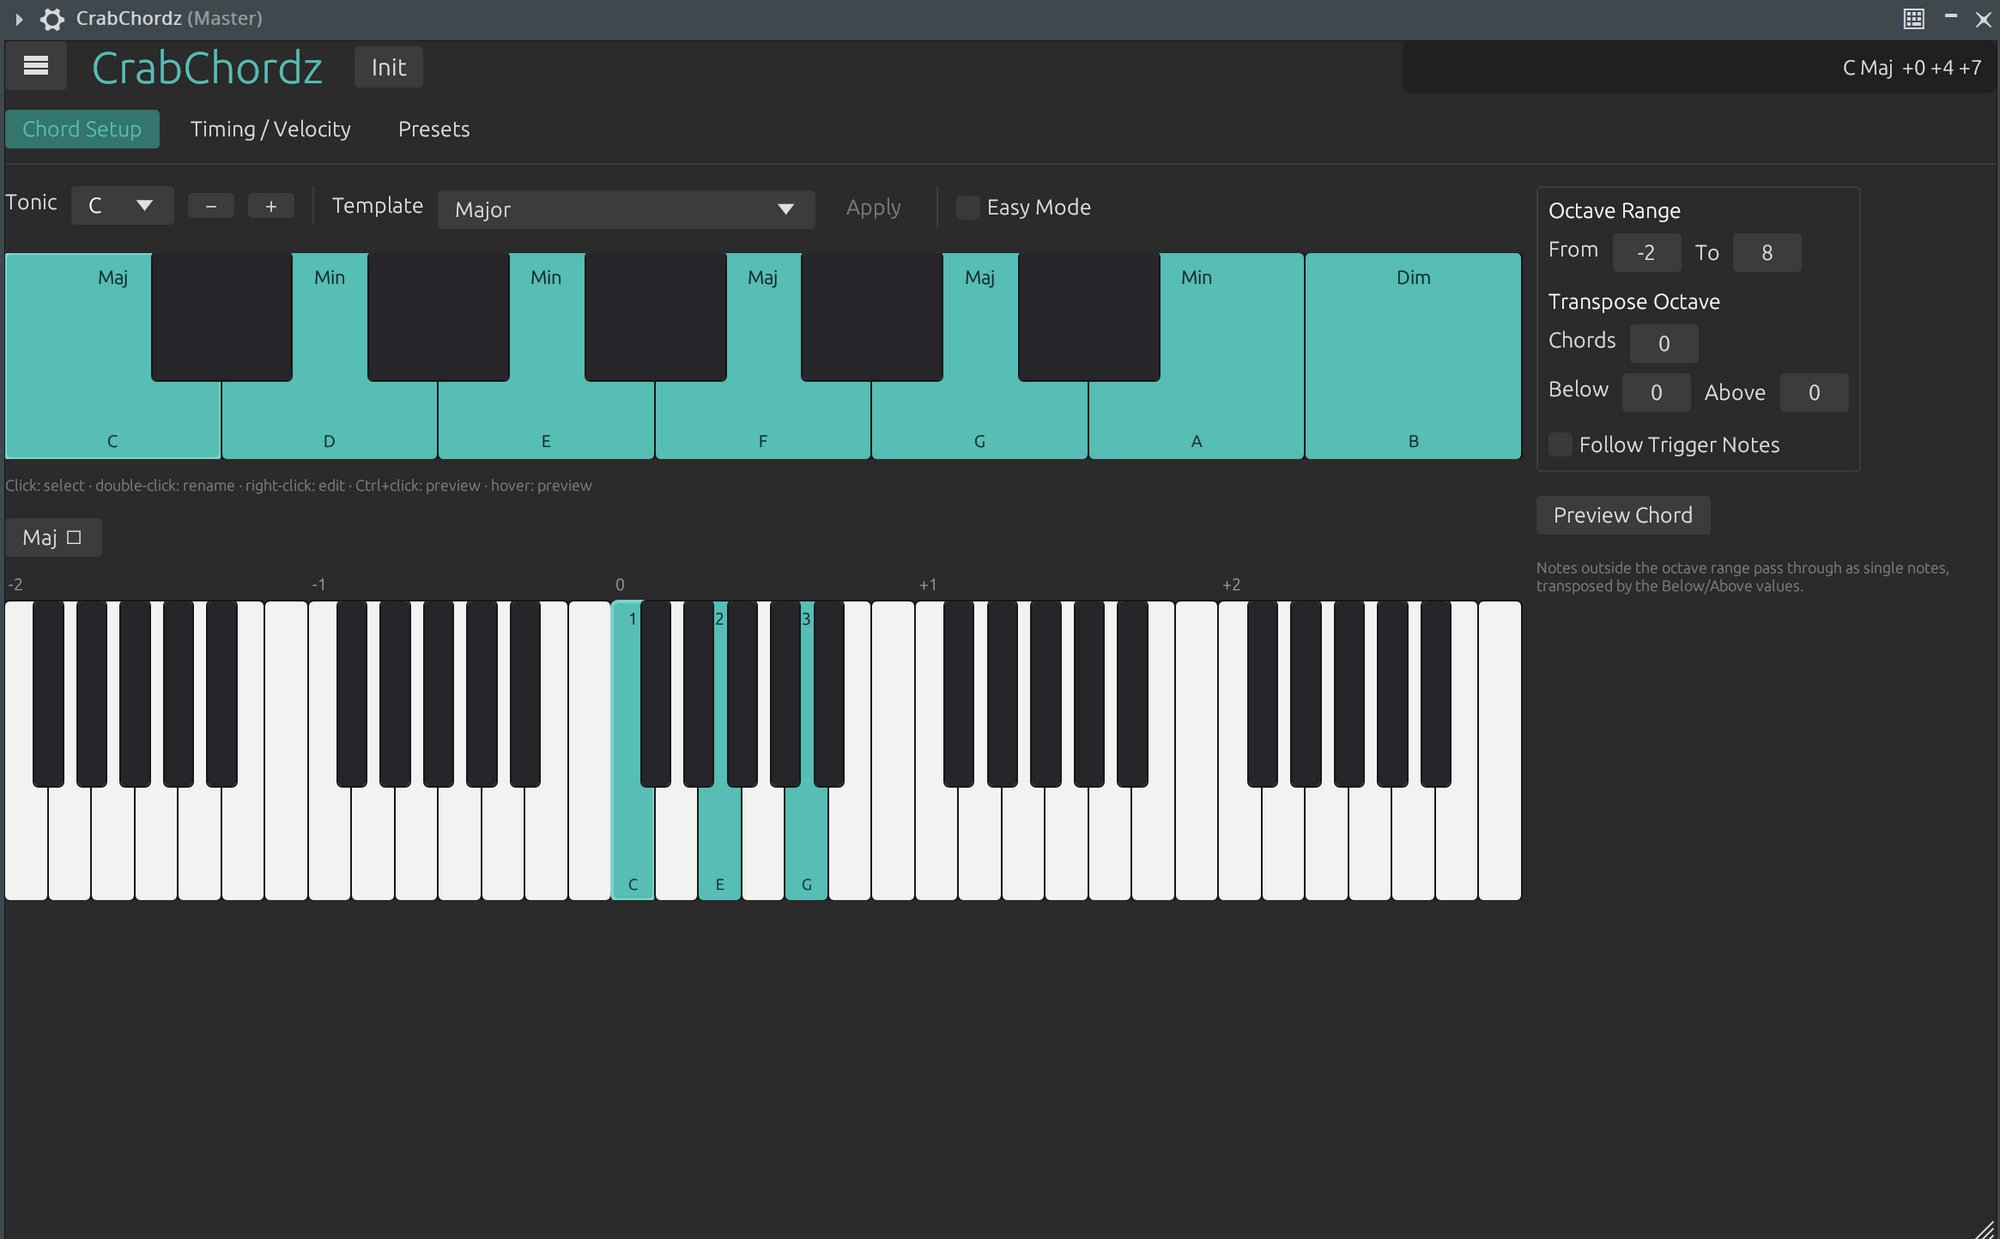 CrabChordz (Master)
CrabChordz Init C Maj +0 +4 +7
Chord Setup Timing / Velocity Presets
Tonic C − + Template Major Apply Easy Mode
Maj Min Min Maj Maj Min Dim
C D E F G A B
Click: select · double-click: rename · right-click: edit · Ctrl+click: preview · hover: preview
Maj
-2 -1 0 +1 +2
1 2 3
C E G
Octave Range
From -2 To 8
Transpose Octave
Chords 0
Below 0 Above 0
Follow Trigger Notes
Preview Chord
Notes outside the octave range pass through as single notes,
transposed by the Below/Above values.